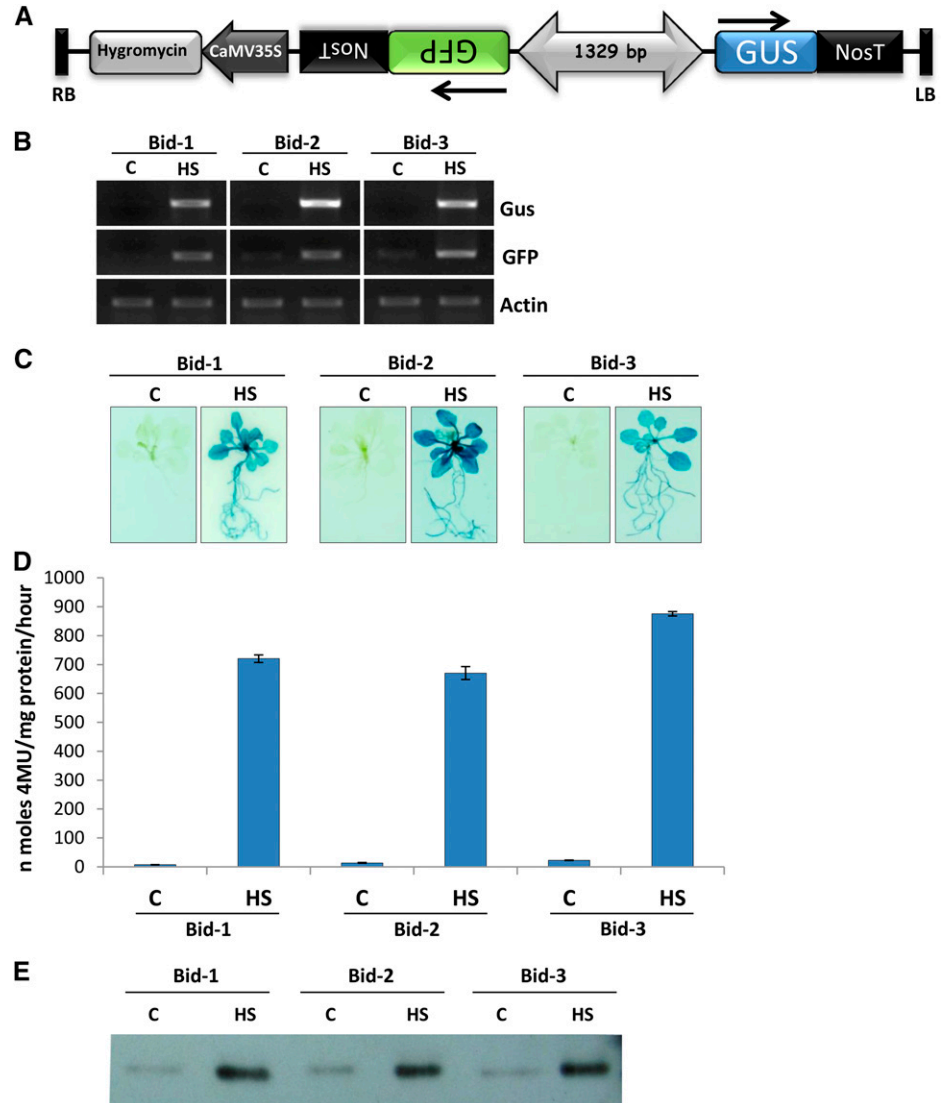 A
Hygromycin CaMV35S NosT GFP 1329 bp GUS NosT
RB LB
B
Bid-1 Bid-2 Bid-3
C HS C HS C HS
Gus
GFP
Actin
C
Bid-1 Bid-2 Bid-3
C HS C HS C HS
D
n moles 4MU/mg protein/hour
1000
900
800
700
600
500
400
300
200
100
0
C HS C HS C HS
Bid-1 Bid-2 Bid-3
E
Bid-1 Bid-2 Bid-3
C HS C HS C HS